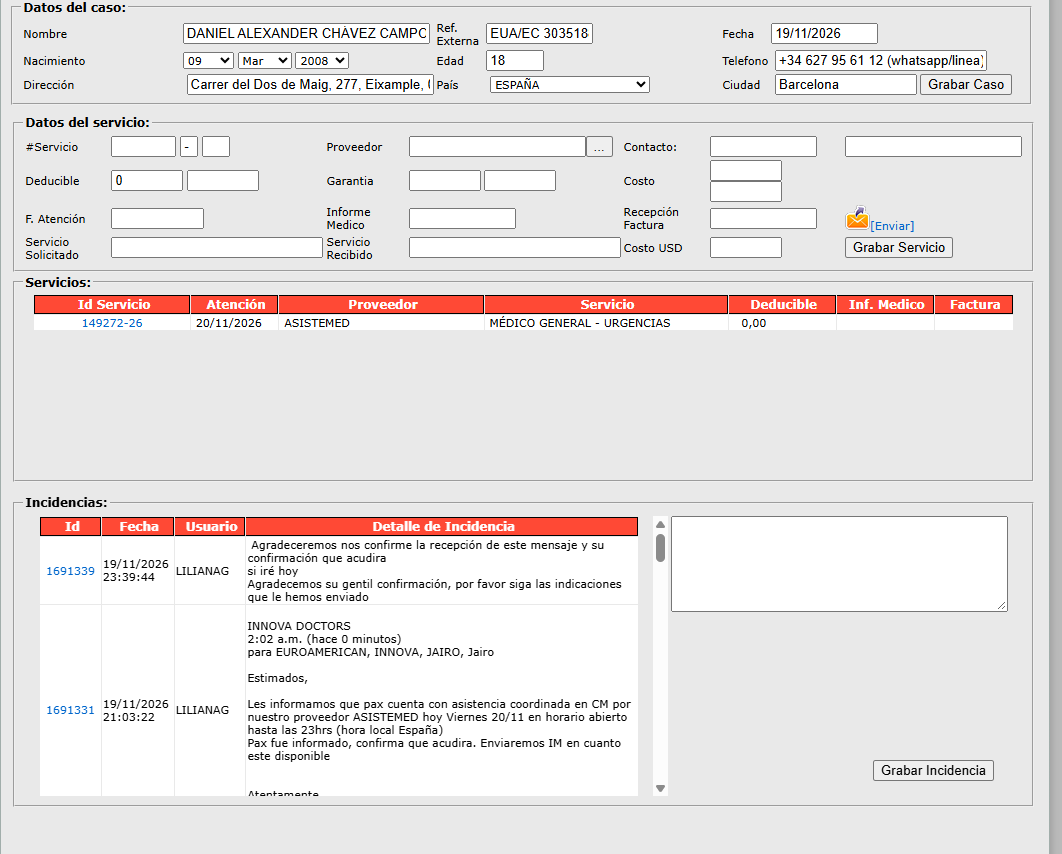 Datos del caso:
Nombre DANIEL ALEXANDER CHÀVEZ CAMPO Ref. Externa EUA/EC 303518 Fecha 19/11/2026
Nacimiento 09 Mar 2008 Edad 18 Telefono +34 627 95 61 12 (whatsapp/linea)
Dirección Carrer del Dos de Maig, 277, Eixample, País ESPAÑA Ciudad Barcelona Grabar Caso
Datos del servicio:
#Servicio - Proveedor ... Contacto:
Deducible 0 Garantia Costo
F. Atención Informe Medico Recepción Factura [Enviar]
Servicio Solicitado Servicio Recibido Costo USD Grabar Servicio
Servicios:
Id Servicio Atención Proveedor Servicio Deducible Inf. Medico Factura
149272-26 20/11/2026 ASISTEMED MÉDICO GENERAL - URGENCIAS 0,00
Incidencias:
Id Fecha Usuario Detalle de Incidencia
1691339 19/11/2026 23:39:44 LILIANAG
Agradeceremos nos confirme la recepción de este mensaje y su
confirmación que acudira
si iré hoy
Agradecemos su gentil confirmación, por favor siga las indicaciones
que le hemos enviado
1691331 19/11/2026 21:03:22 LILIANAG
INNOVA DOCTORS
2:02 a.m. (hace 0 minutos)
para EUROAMERICAN, INNOVA, JAIRO, Jairo
Estimados,
Les informamos que pax cuenta con asistencia coordinada en CM por
nuestro proveedor ASISTEMED hoy Viernes 20/11 en horario abierto
hasta las 23hrs (hora local España)
Pax fue informado, confirma que acudira. Enviaremos IM en cuanto
este disponible
Atentamente
Grabar Incidencia